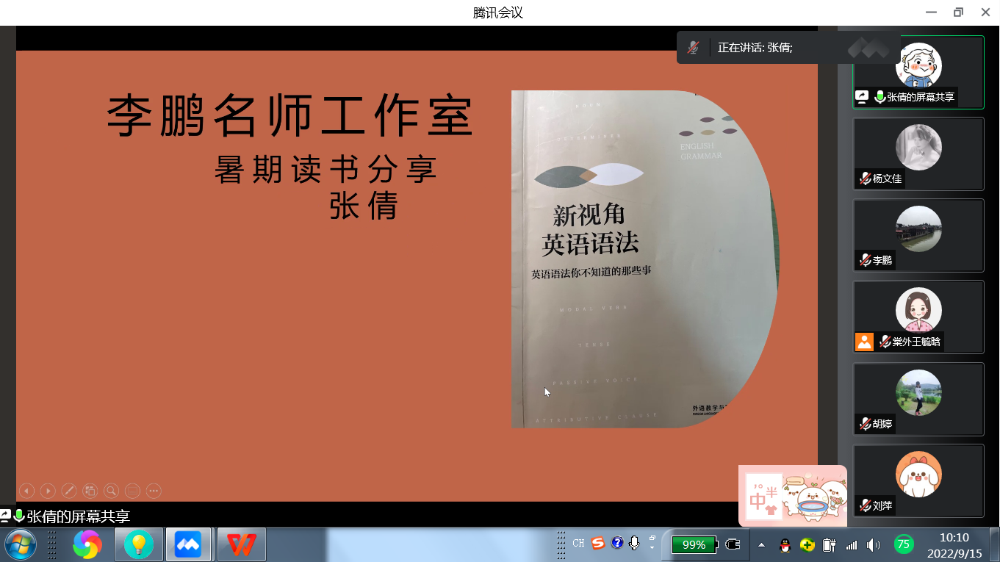 腾讯会议
正在讲话: 张倩;
李鹏名师工作室
暑期读书分享
张倩
ENGLISH
GRAMMAR
新视角
英语语法
英语语法你不知道的那些事
MODAL VERB
TENSE
PASSIVE VOICE
ATTRIBUTIVE CLAUSE
外语教学与
张倩的屏幕共享
杨文佳
李鹏
棠外王毓晗
胡婷
刘萍
中
半
张倩的屏幕共享
CH
99%
75
10:10
2022/9/15